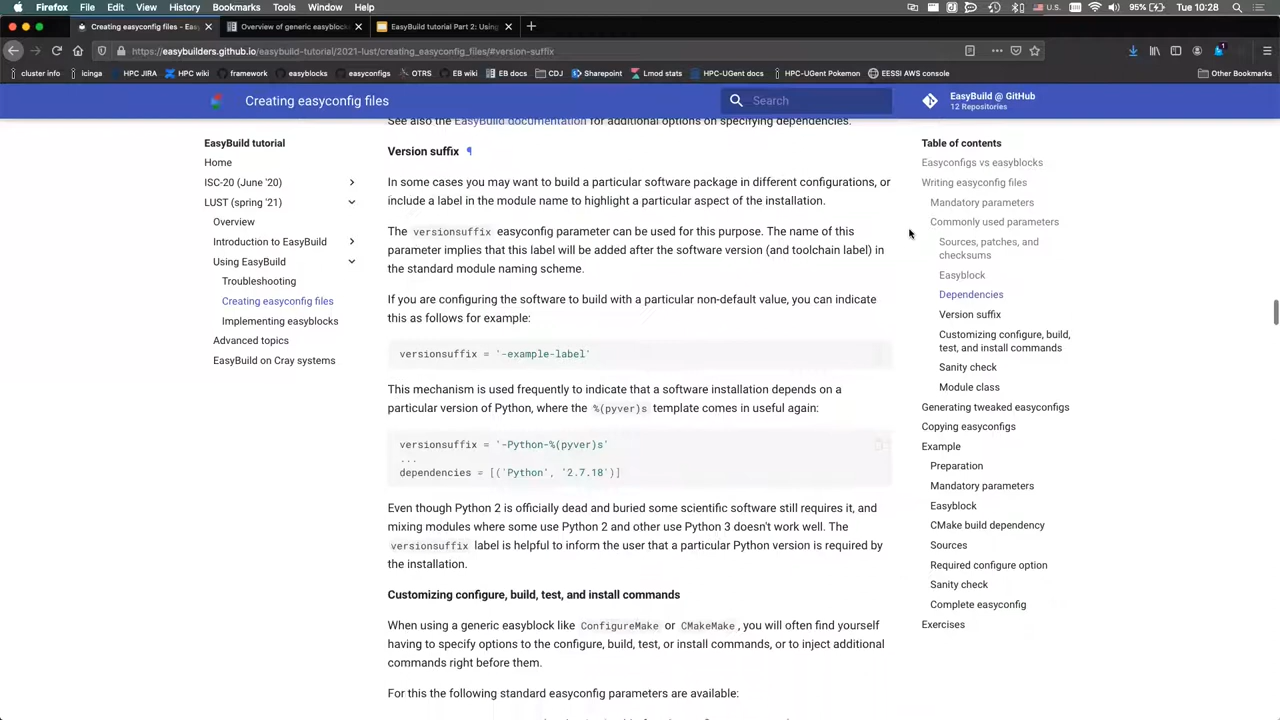 Firefox File Edit View History Bookmarks Tools Window Help
U.S. 95% Tue 10:28
Creating easyconfig files - Easy
Overview of generic easyblocks
EasyBuild tutorial Part 2: Using
https://easybuilders.github.io/easybuild-tutorial/2021-lust/creating_easyconfig_files/#version-suffix
cluster info Icinga HPC JIRA HPC wiki framework easyblocks easyconfigs OTRS EB wiki EB docs CDJ Sharepoint Lmod stats HPC-UGent docs HPC-UGent Pokemon EESSI AWS console Other Bookmarks
Creating easyconfig files
Search
EasyBuild @ GitHub
12 Repositories
EasyBuild tutorial
Home
ISC-20 (June '20)
LUST (spring '21)
Overview
Introduction to EasyBuild
Using EasyBuild
Troubleshooting
Creating easyconfig files
Implementing easyblocks
Advanced topics
EasyBuild on Cray systems
See also the EasyBuild documentation for additional options on specifying dependencies.
Version suffix ¶
In some cases you may want to build a particular software package in different configurations, or
include a label in the module name to highlight a particular aspect of the installation.
The versionsuffix easyconfig parameter can be used for this purpose. The name of this
parameter implies that this label will be added after the software version (and toolchain label) in
the standard module naming scheme.
If you are configuring the software to build with a particular non-default value, you can indicate
this as follows for example:
versionsuffix = '-example-label'
This mechanism is used frequently to indicate that a software installation depends on a
particular version of Python, where the %(pyver)s template comes in useful again:
versionsuffix = '-Python-%(pyver)s'
...
dependencies = [('Python', '2.7.18')]
Even though Python 2 is officially dead and buried some scientific software still requires it, and
mixing modules where some use Python 2 and other use Python 3 doesn't work well. The
versionsuffix label is helpful to inform the user that a particular Python version is required by
the installation.
Customizing configure, build, test, and install commands
When using a generic easyblock like ConfigureMake or CMakeMake, you will often find yourself
having to specify options to the configure, build, test, or install commands, or to inject additional
commands right before them.
For this the following standard easyconfig parameters are available:
Table of contents
Easyconfigs vs easyblocks
Writing easyconfig files
Mandatory parameters
Commonly used parameters
Sources, patches, and
checksums
Easyblock
Dependencies
Version suffix
Customizing configure, build,
test, and install commands
Sanity check
Module class
Generating tweaked easyconfigs
Copying easyconfigs
Example
Preparation
Mandatory parameters
Easyblock
CMake build dependency
Sources
Required configure option
Sanity check
Complete easyconfig
Exercises